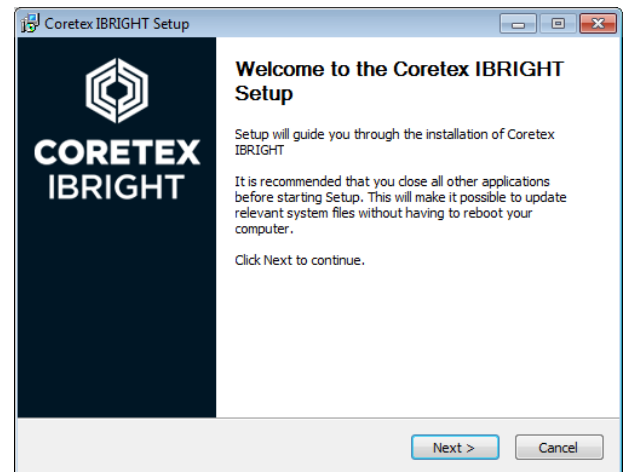 Coretex IBRIGHT Setup
CORETEX
IBRIGHT
Welcome to the Coretex IBRIGHT
Setup
Setup will guide you through the installation of Coretex
IBRIGHT
It is recommended that you close all other applications
before starting Setup. This will make it possible to update
relevant system files without having to reboot your
computer.
Click Next to continue.
Next >
Cancel